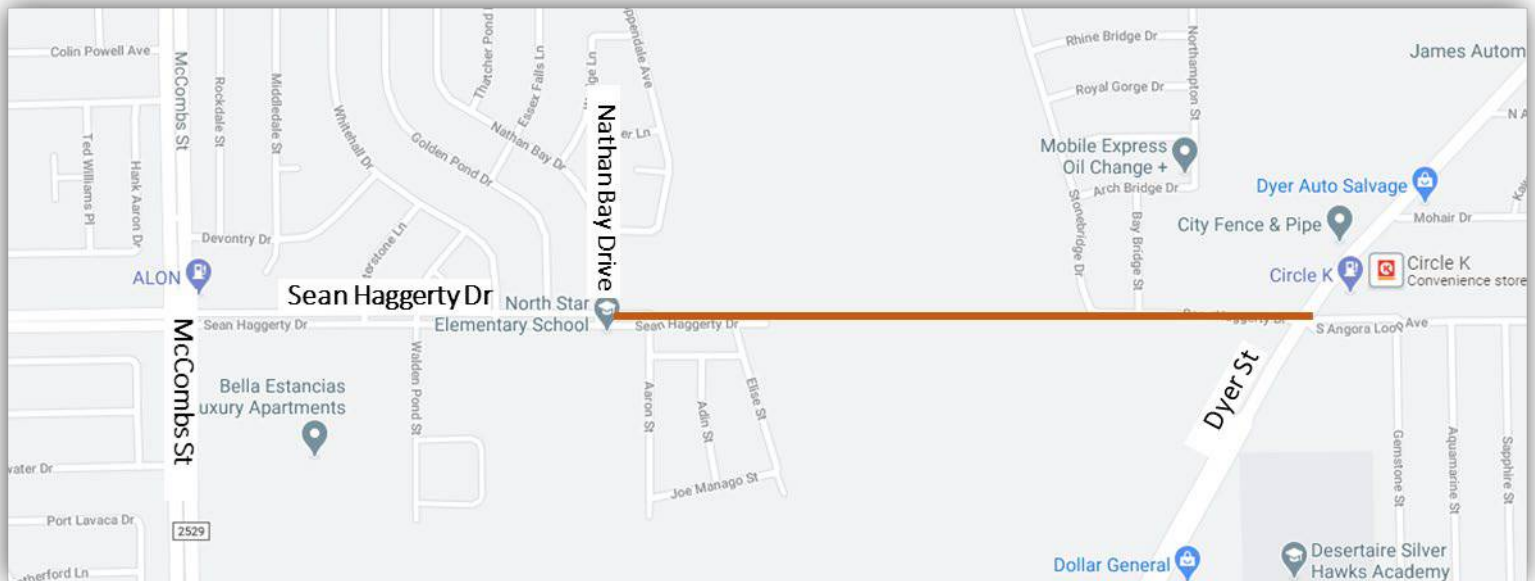 Colin Powell Ave
McCombs St
Rockdale St
Middledale St
Ted Williams Pl
Hank Aaron Dr
Whitehall Dr
Thatcher Pond
Essex Falls Ln
Golden Pond Dr
Nathan Bay Dr
Nathan Bay Drive
Devontry Dr
ALON
Sean Haggerty Dr
North Star
Elementary School
Sean Haggerty Dr
Sean Haggerty Dr
McCombs St
Walden Pond St
Bella Estancias
uxury Apartments
Aaron St
Adin St
Elise St
Joe Manago St
Port Lavaca Dr
2529
Rhine Bridge Dr
Royal Gorge Dr
Northampton St
Mobile Express
Oil Change +
Arch Bridge Dr
Stonebridge Dr
Bay Bridge St
James Autom
Dyer Auto Salvage
City Fence & Pipe
Mohair Dr
Circle K
Circle K
Convenience store
S Angora Loop Ave
Dyer St
Gemstone St
Aquamarine St
Sapphire St
Dollar General
Desertaire Silver
Hawks Academy